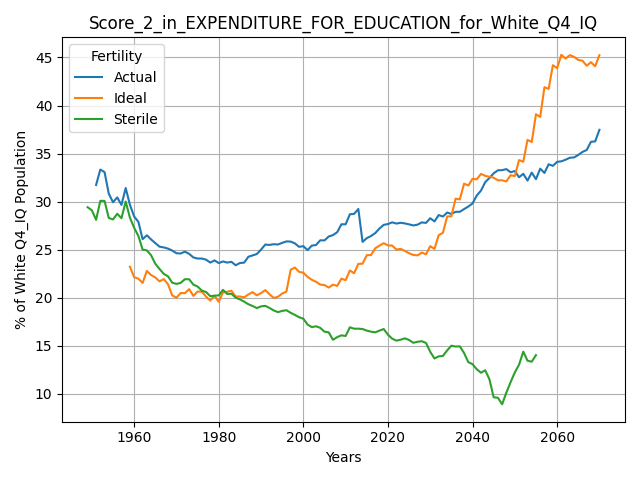 Score_2_in_EXPENDITURE_FOR_EDUCATION_for_White_Q4_IQ
Fertility
Actual
Ideal
Sterile
% of White Q4_IQ Population
45
40
35
30
25
20
15
10
1960 1980 2000 2020 2040 2060
Years